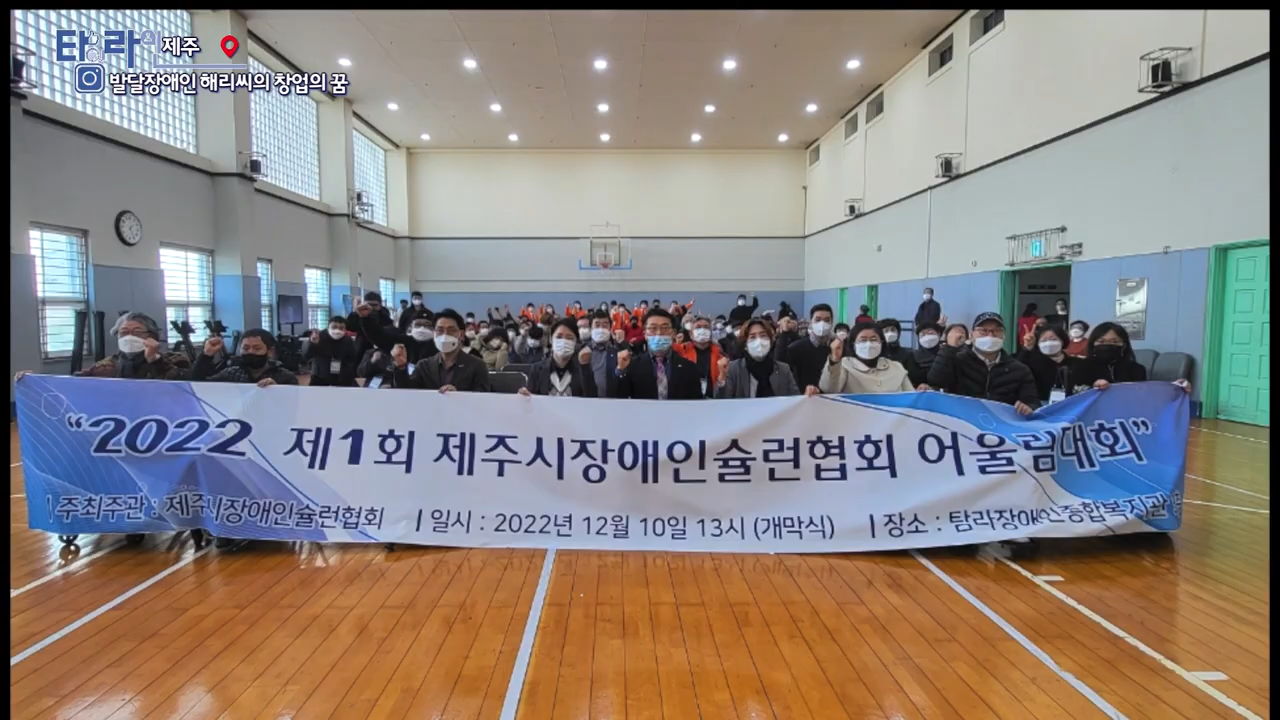 타라 제주
발달장애인 해리씨의 창업의 꿈
“2022 제1회 제주시장애인슐런협회 어울림대회”
| 주최주관 : 제주시장애인슐런협회 | 일시 : 2022년 12월 10일 13시 (개막식) | 장소 : 탐라장애인종합복지관